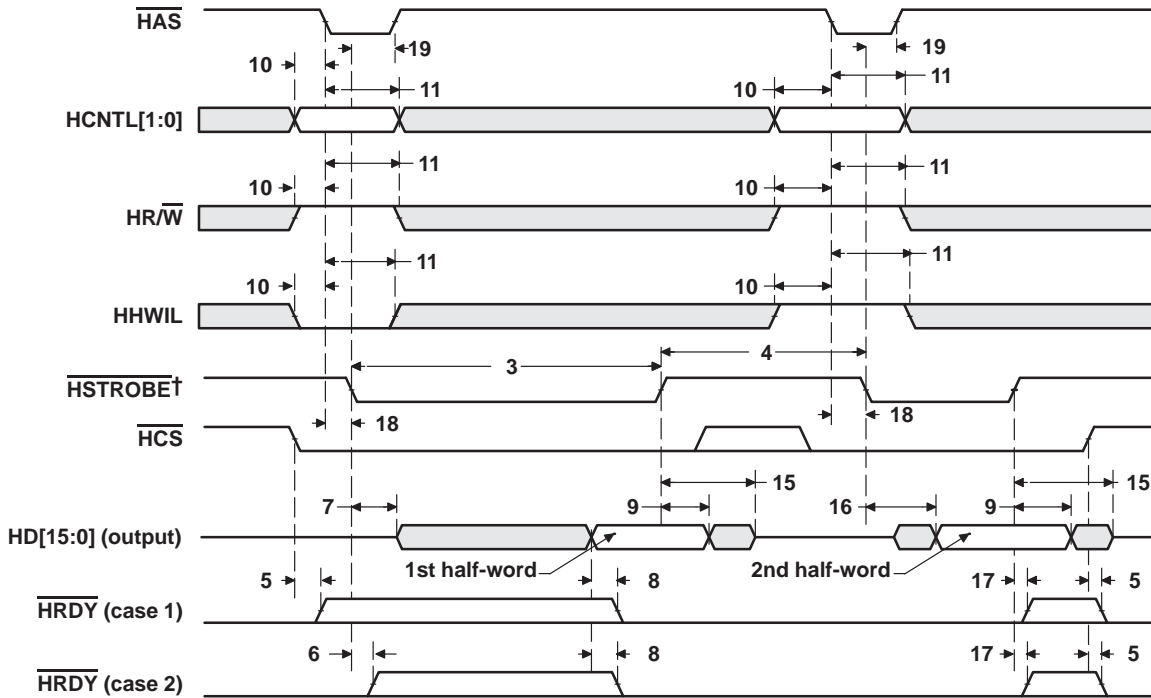 HAS
19
19
10
11
10
11
HCNTL[1:0]
11
11
10
10
HR/W
11
11
10
10
HHWIL
3
4
HSTROBE†
18
18
HCS
15
15
7
9
16
9
HD[15:0] (output)
1st half-word
2nd half-word
5
8
17
5
HRDY (case 1)
6
8
17
5
HRDY (case 2)